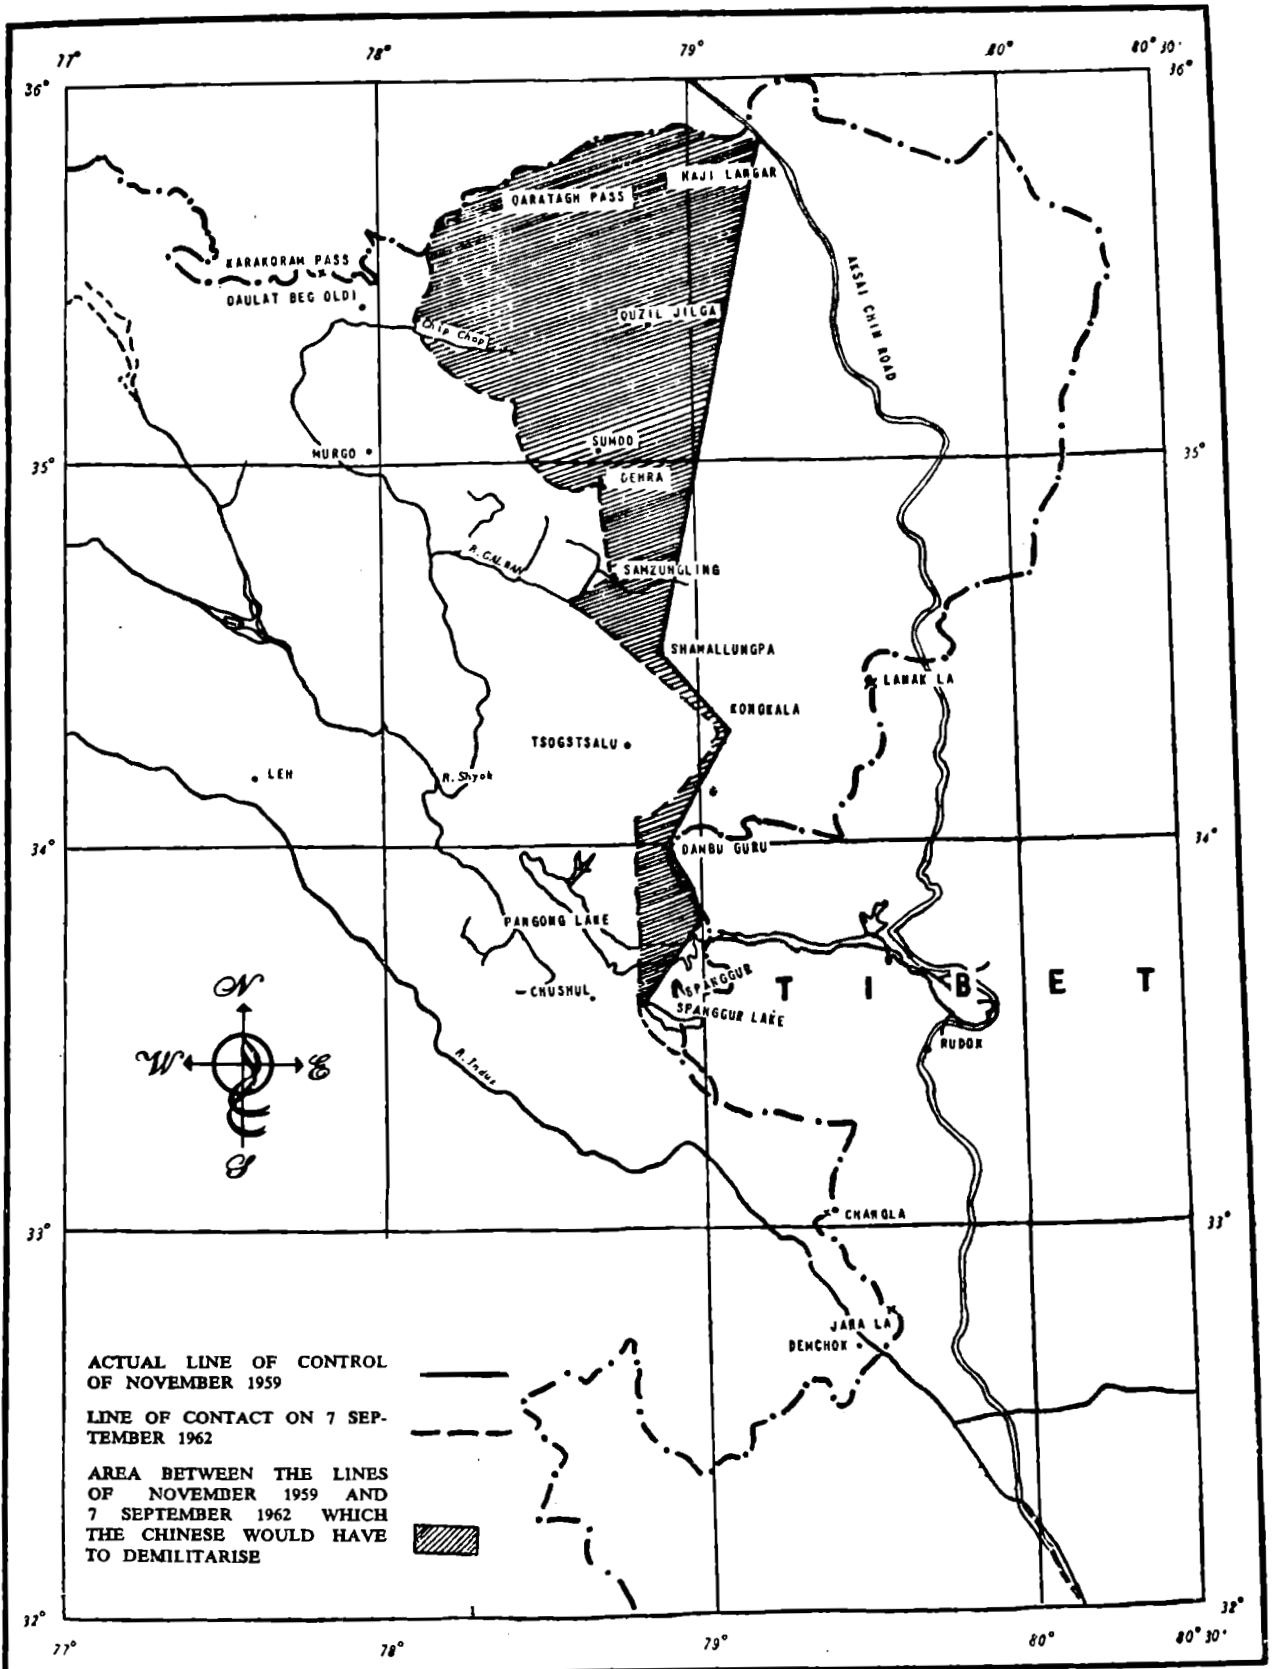 77° 78° 79° 80° 80° 30'
36° 36°
HAJI LANGAR
QARATAGH PASS
KARAKORAM PASS
DAULAT BEG OLDI
AKSAI CHIN ROAD
QUZIL JILGA
Chip Chap
SUMDO
MURGO
35° 35°
DEHRA
R. GALWAN
SAMZUNGLING
SHAMALLUNGPA
LANAK LA
KONGKALA
TSOGSTSALU
LEH
R. Shyok
34° 34°
DAMBU GURU
PANGONG LAKE
SPANGGUR
T I B E T
CHUSHUL
SPANGGUR LAKE
RUDOK
N
W E
S
R. Indus
CHANGLA
33° 33°
JARA LA
DEMCHOK
ACTUAL LINE OF CONTROL
OF NOVEMBER 1959
LINE OF CONTACT ON 7 SEP-
TEMBER 1962
AREA BETWEEN THE LINES
OF NOVEMBER 1959 AND
7 SEPTEMBER 1962 WHICH
THE CHINESE WOULD HAVE
TO DEMILITARISE
32° 32°
77° 78° 79° 80° 80° 30'